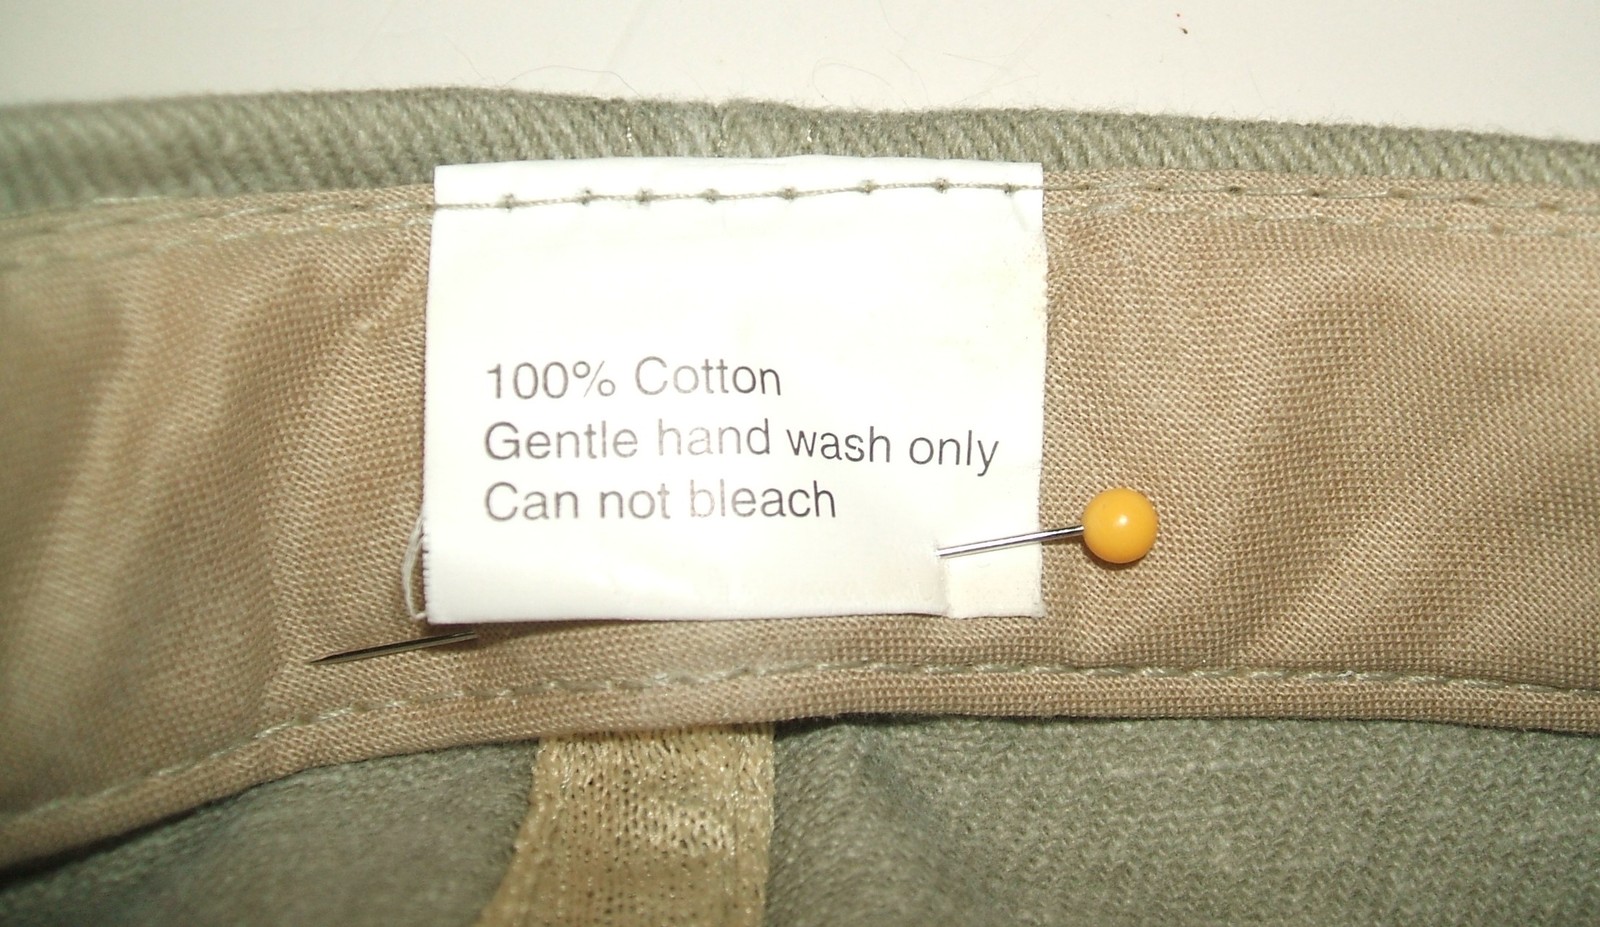 100% Cotton
Gentle hand wash only
Can not bleach